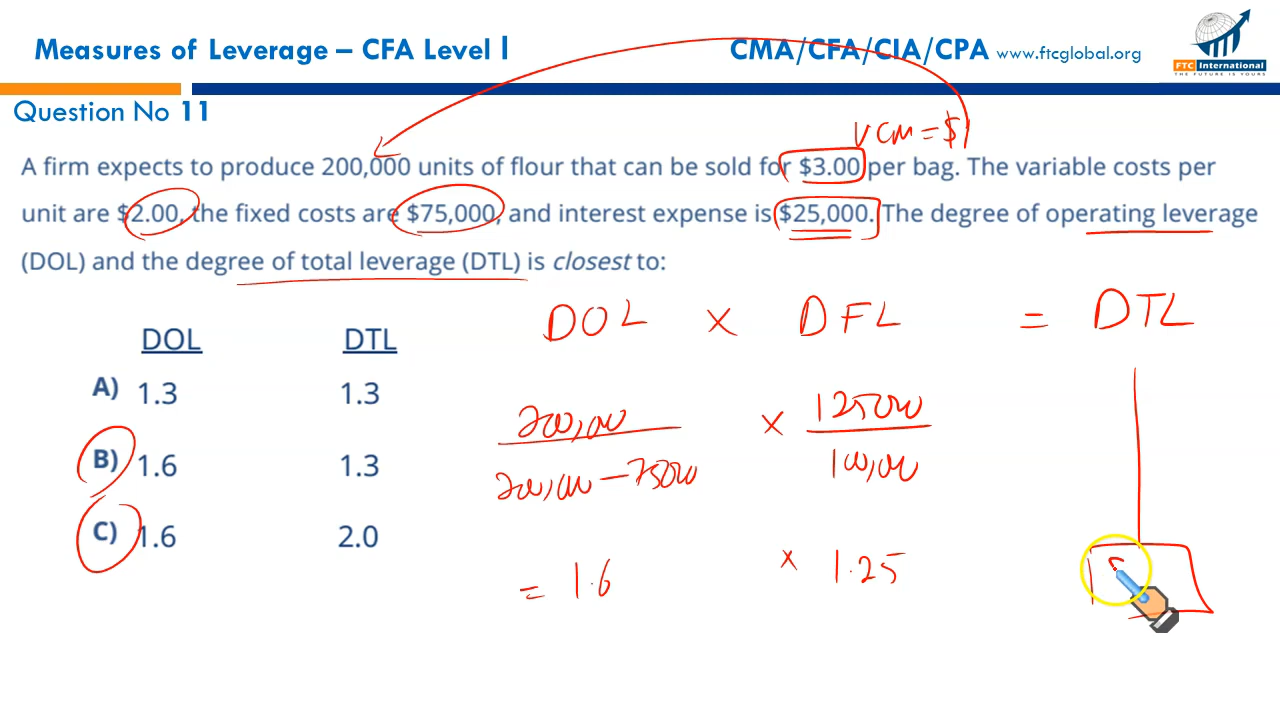 Measures of Leverage – CFA Level I
CMA/CFA/CIA/CPA www.ftcglobal.org
FTC International
THE FUTURE IS YOURS
Question No 11
UCM = $1
A firm expects to produce 200,000 units of flour that can be sold for $3.00 per bag. The variable costs per
unit are $2.00, the fixed costs are $75,000, and interest expense is $25,000. The degree of operating leverage
(DOL) and the degree of total leverage (DTL) is closest to:
DOL × DFL = DTL
DOL DTL
A) 1.3 1.3
B) 1.6 1.3
C) 1.6 2.0
200,000 × 125000
200,000 – 75000 100,000
= 1.6 × 1.25